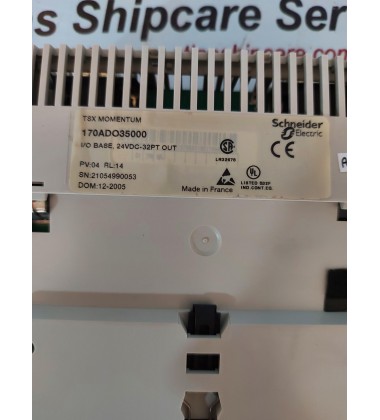 s Shipcare Ser
TSX MOMENTUM
170ADO35000
I/O BASE, 24VDC-32PT OUT
Schneider
Electric
LR33979
PV:04 RL:14
SN:21054990053
DOM:12-2005
Made in France
LISTED
IND.CONT.EQ.